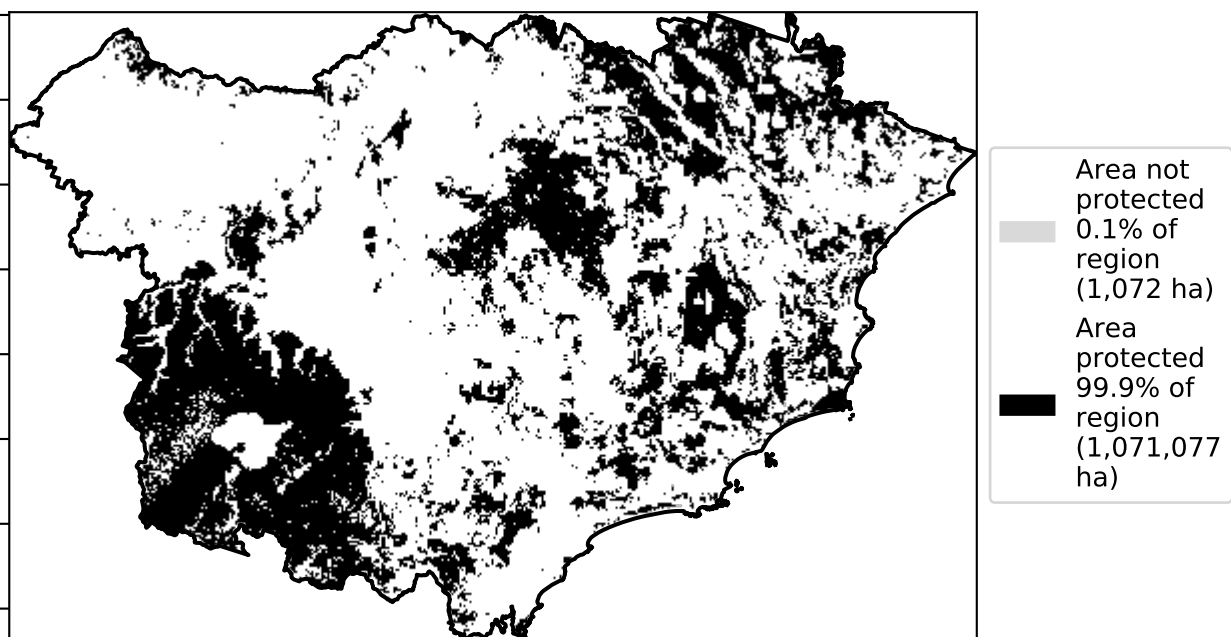 Area not
protected
0.1% of
region
(1,072 ha)
Area
protected
99.9% of
region
(1,071,077
ha)